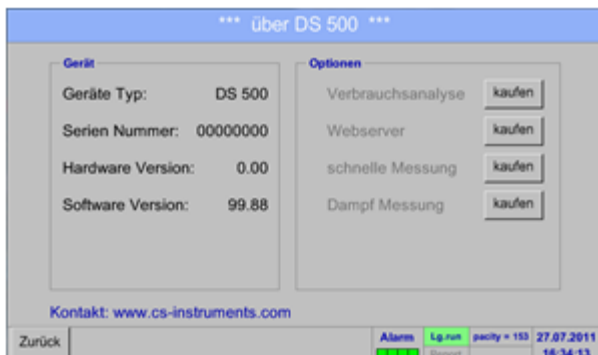 *** über DS 500 ***
Gerät
Geräte Typ: DS 500
Serien Nummer: 00000000
Hardware Version: 0.00
Software Version: 99.88
Optionen
Verbrauchsanalyse kaufen
Webserver kaufen
schnelle Messung kaufen
Dampf Messung kaufen
Kontakt: www.cs-instruments.com
Zurück
Alarm Lg.run pacity = 153 27.07.2011
16:34:13